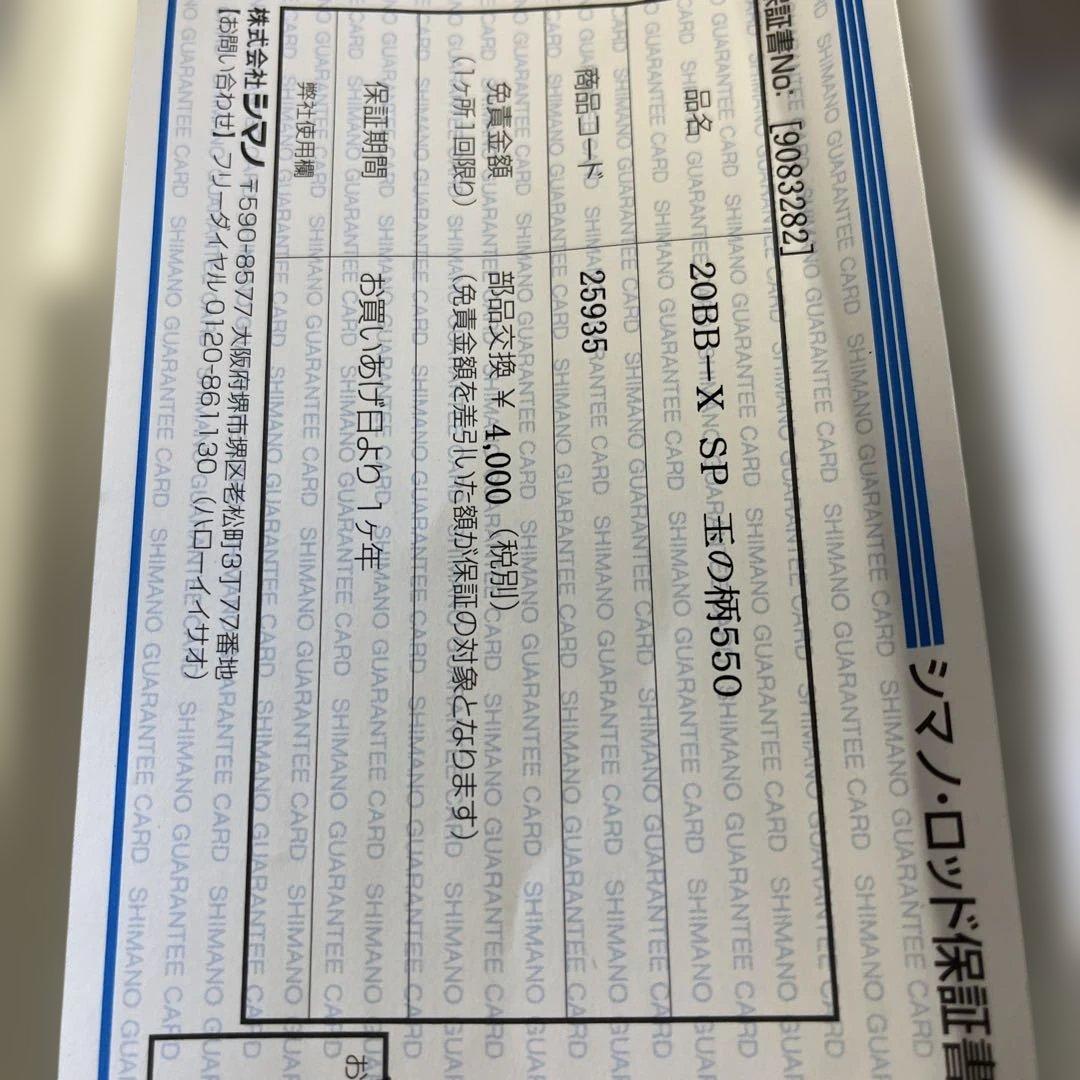 シマノ・ロッド保証書
保証書No: [9083282]
品名 20BB-X SP 玉の柄550
商品コード 25935
免責金額 部品交換 ¥ 4,000 (税別)
(1ヶ所1回限り) (免責金額を差引いた額が保証の対象となります)
保証期間 お買いあげ日より 1ヶ年
弊社使用欄
株式会社シマノ 〒590-8577 大阪府堺市堺区老松町3丁77番地
【お問い合わせ】フリーダイヤル 0120-861130 (ハローイイサオ)
お
SHIMANO GUARANTEE CARD